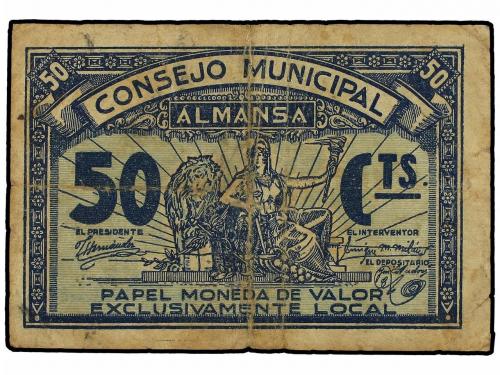 50 50
CONSEJO MUNICIPAL
ALMANSA
50 CTS.
EL PRESIDENTE
EL INTERVENTOR
EL DEPOSITARIO
PAPEL MONEDA DE VALOR
EXCLUSIVAMENTE LOCAL